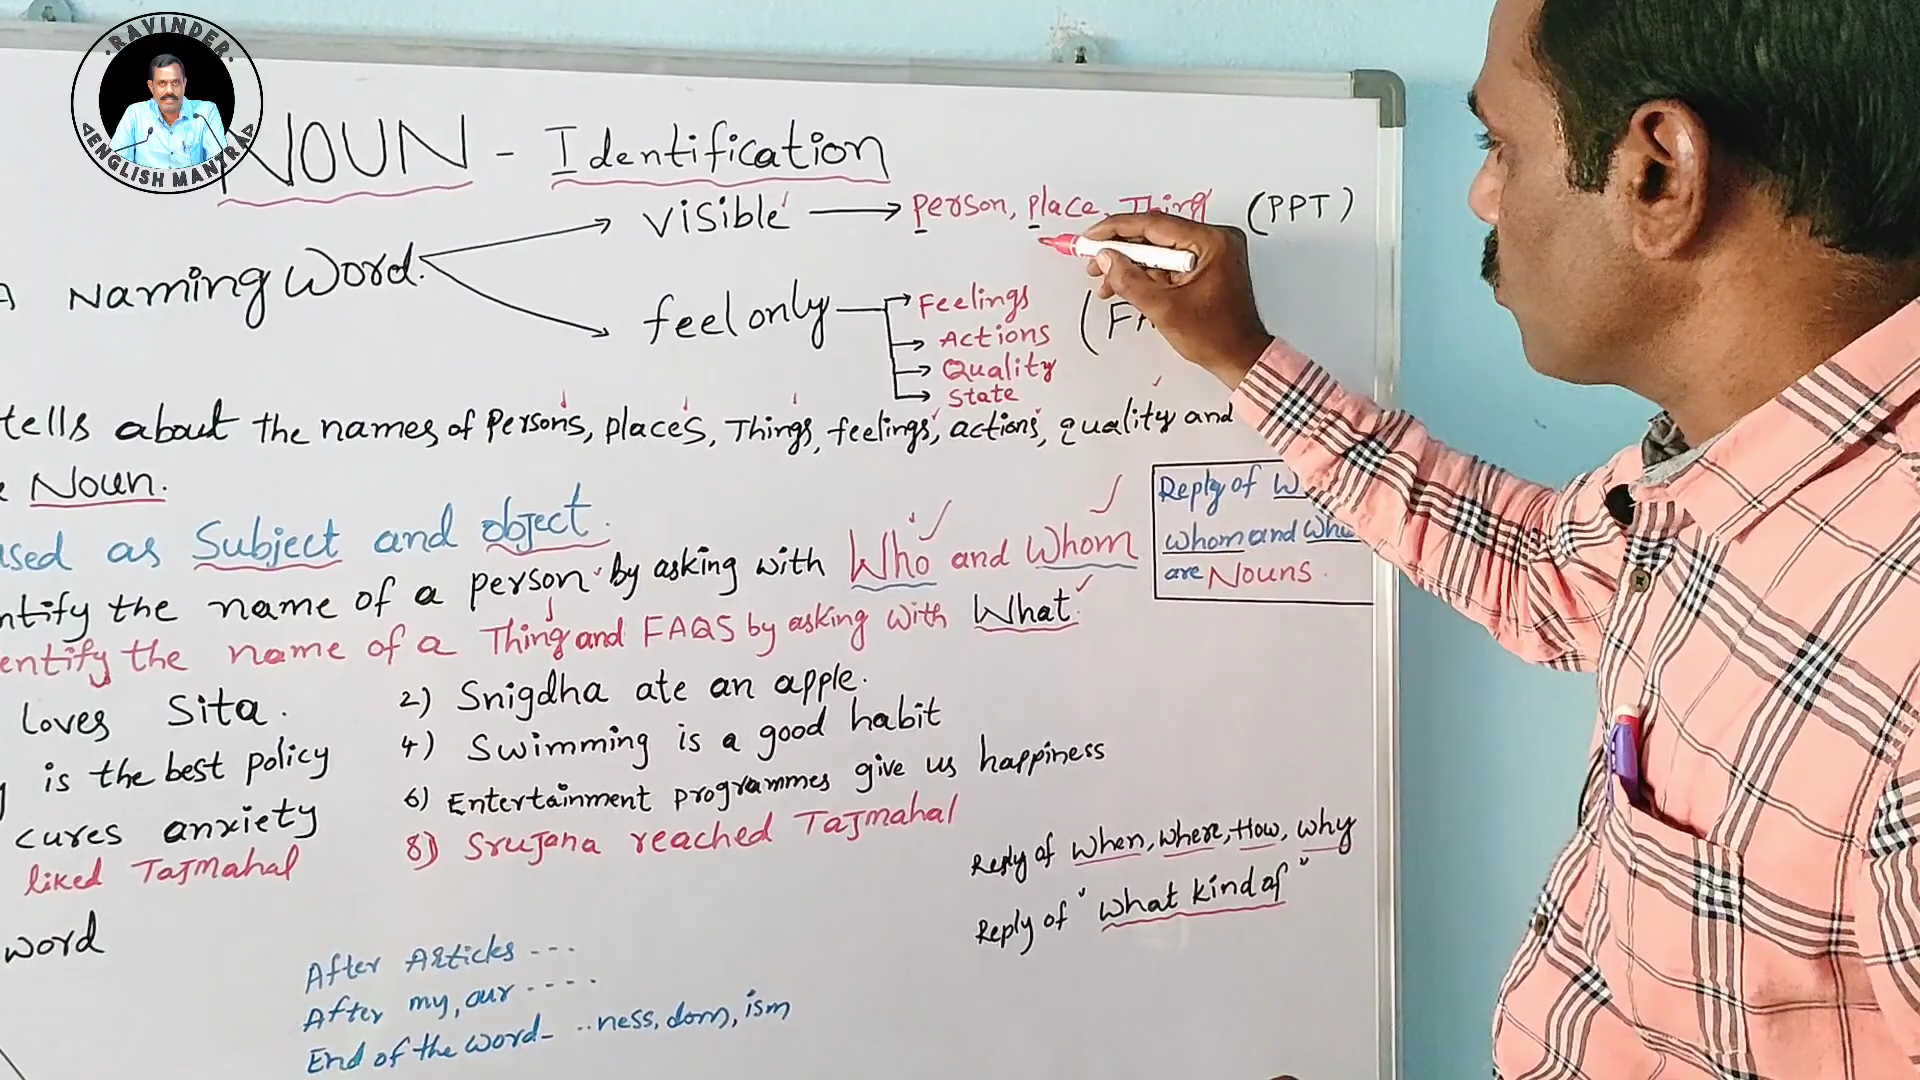 RAVINDER
ENGLISH MANTRA
NOUN - Identification
A Naming Word.
visible → person, place, Thing (PPT)
feel only
Feelings
Actions
Quality
State
tells about the names of persons, places, Things, feelings, actions, quality and
Noun.
used as Subject and object.
the name of a person by asking with Who and Whom
the name of a Thing and FAQS by asking with What.
Reply of
whom and
are Nouns.
loves Sita.
2) Snigdha ate an apple.
is the best policy
4) Swimming is a good habit
cures anxiety
6) Entertainment programmes give us happiness
liked TaJmahal
8) SruJana reached TaJmahal
word
Reply of When, where, How, why
Reply of "what kind of"
After Articles ---
After my, our ----
End of the word- ..ness, dom, ism